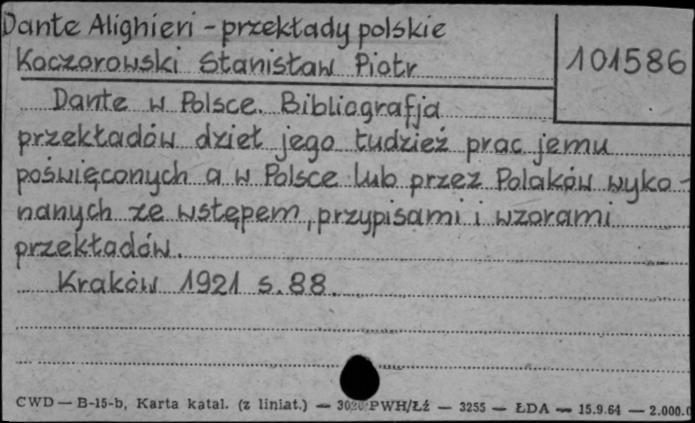 Dante Alighieri - przekłady polskie
Koczorowski Stanisław Piotr
101586
Dante w Polsce. Bibliografja
przekładów dzieł jego tudzież prac jemu
poświęconych a w Polsce lub przez Polaków wyko-
nanych ze wstępem, przypisami i wzorami
przekładów.
Kraków 1921 s. 88.
CWD — B-15-b, Karta katal. (z liniat.) — PWH/Łź — 3255 — ŁDA — 15.9.64 — 2.000.0